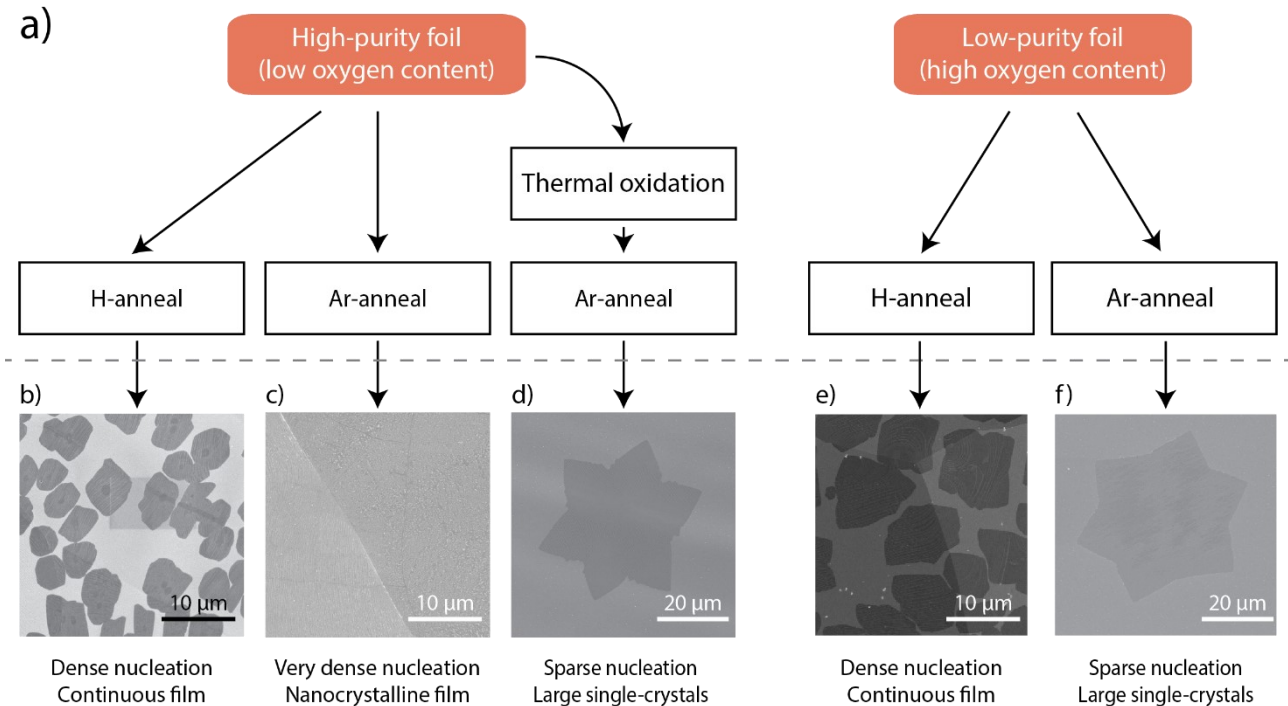 a)
High-purity foil
(low oxygen content)
Low-purity foil
(high oxygen content)
Thermal oxidation
H-anneal
Ar-anneal
Ar-anneal
H-anneal
Ar-anneal
b)
c)
d)
e)
f)
10 μm
10 μm
20 μm
10 μm
20 μm
Dense nucleation
Continuous film
Very dense nucleation
Nanocrystalline film
Sparse nucleation
Large single-crystals
Dense nucleation
Continuous film
Sparse nucleation
Large single-crystals